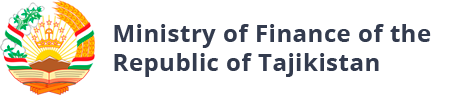 Ministry of Finance of the
Republic of Tajikistan